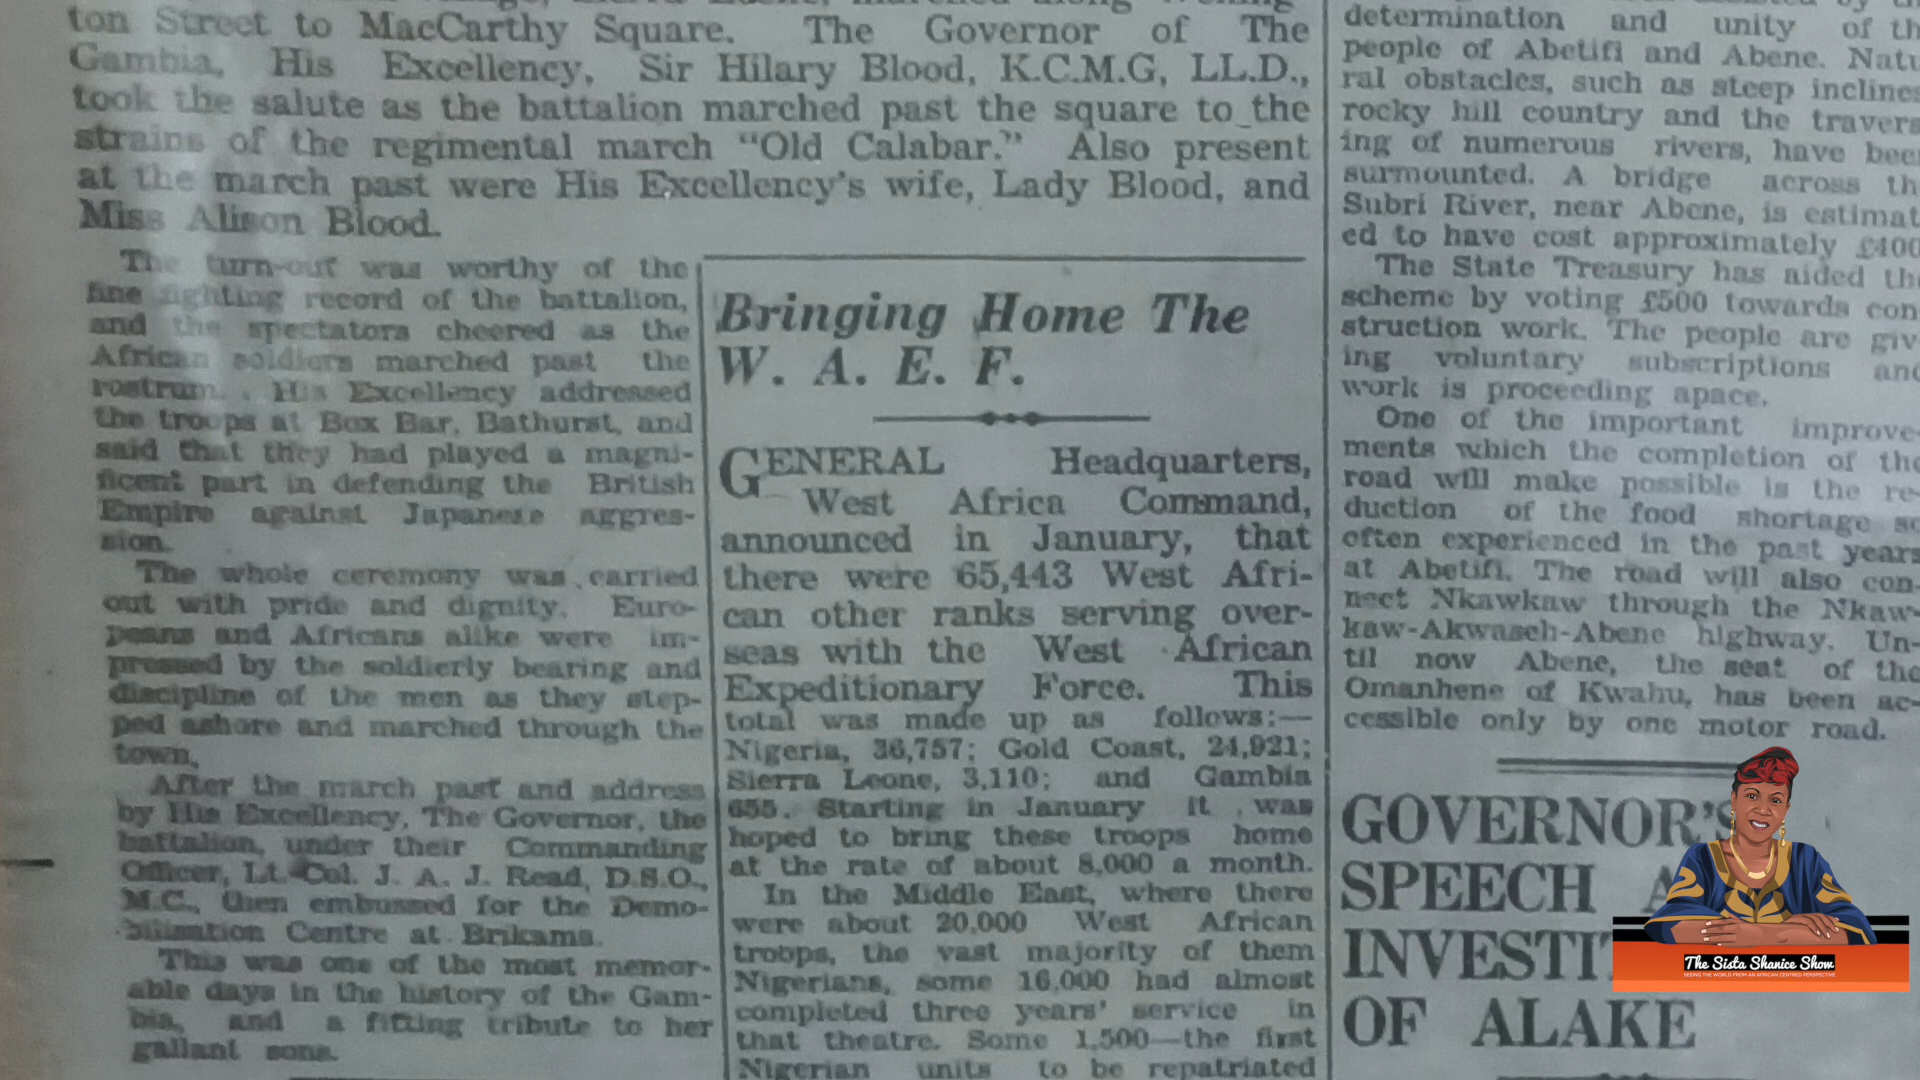 ton Street to MacCarthy Square. The Governor of The
Gambia, His Excellency, Sir Hilary Blood, K.C.M.G, LL.D.,
took the salute as the battalion marched past the square to the
strains of the regimental march “Old Calabar.” Also present
at the march past were His Excellency’s wife, Lady Blood, and
Miss Alison Blood.
The turn-out was worthy of the
fine fighting record of the battalion,
and the spectators cheered as the
African soldiers marched past the
rostrum. His Excellency addressed
the troops at Box Bar, Bathurst, and
said that they had played a magni-
ficent part in defending the British
Empire against Japanese aggres-
sion.
The whole ceremony was carried
out with pride and dignity. Euro-
peans and Africans alike were im-
pressed by the soldierly bearing and
discipline of the men as they step-
ped ashore and marched through the
town.
After the march past and address
by His Excellency, The Governor, the
battalion, under their Commanding
Officer, Lt.-Col. J. A. J. Read, D.S.O.,
M.C., then embussed for the Demo-
bilisation Centre at Brikama.
This was one of the most memor-
able days in the history of the Gam-
bia, and a fitting tribute to her
gallant sons.
Bringing Home The
W. A. E. F.
GENERAL Headquarters,
West Africa Command,
announced in January, that
there were 65,443 West Afri-
can other ranks serving over-
seas with the West African
Expeditionary Force. This
total was made up as follows:—
Nigeria, 36,757; Gold Coast, 24,921;
Sierra Leone, 3,110; and Gambia
655. Starting in January it was
hoped to bring these troops home
at the rate of about 8,000 a month.
In the Middle East, where there
were about 20,000 West African
troops, the vast majority of them
Nigerians, some 16,000 had almost
completed three years’ service in
that theatre. Some 1,500—the first
Nigerian units to be repatriated
determination and unity of th
people of Abetifi and Abene. Natu
ral obstacles, such as steep inclines
rocky hill country and the travers
ing of numerous rivers, have been
surmounted. A bridge across th
Subri River, near Abene, is estimat
ed to have cost approximately £400
The State Treasury has aided the
scheme by voting £500 towards con
struction work. The people are giv
ing voluntary subscriptions and
work is proceeding apace.
One of the important improve-
ments which the completion of the
road will make possible is the re-
duction of the food shortage so
often experienced in the past years
at Abetifi. The road will also con-
nect Nkawkaw through the Nkaw-
kaw-Akwaseh-Abene highway. Un-
til now Abene, the seat of the
Omanhene of Kwahu, has been ac-
cessible only by one motor road.
GOVERNOR’S
SPEECH A
INVESTI
OF ALAKE
The Sista Shanice Show
SEEING THE WORLD FROM AN AFRICAN CENTRED PERSPECTIVE